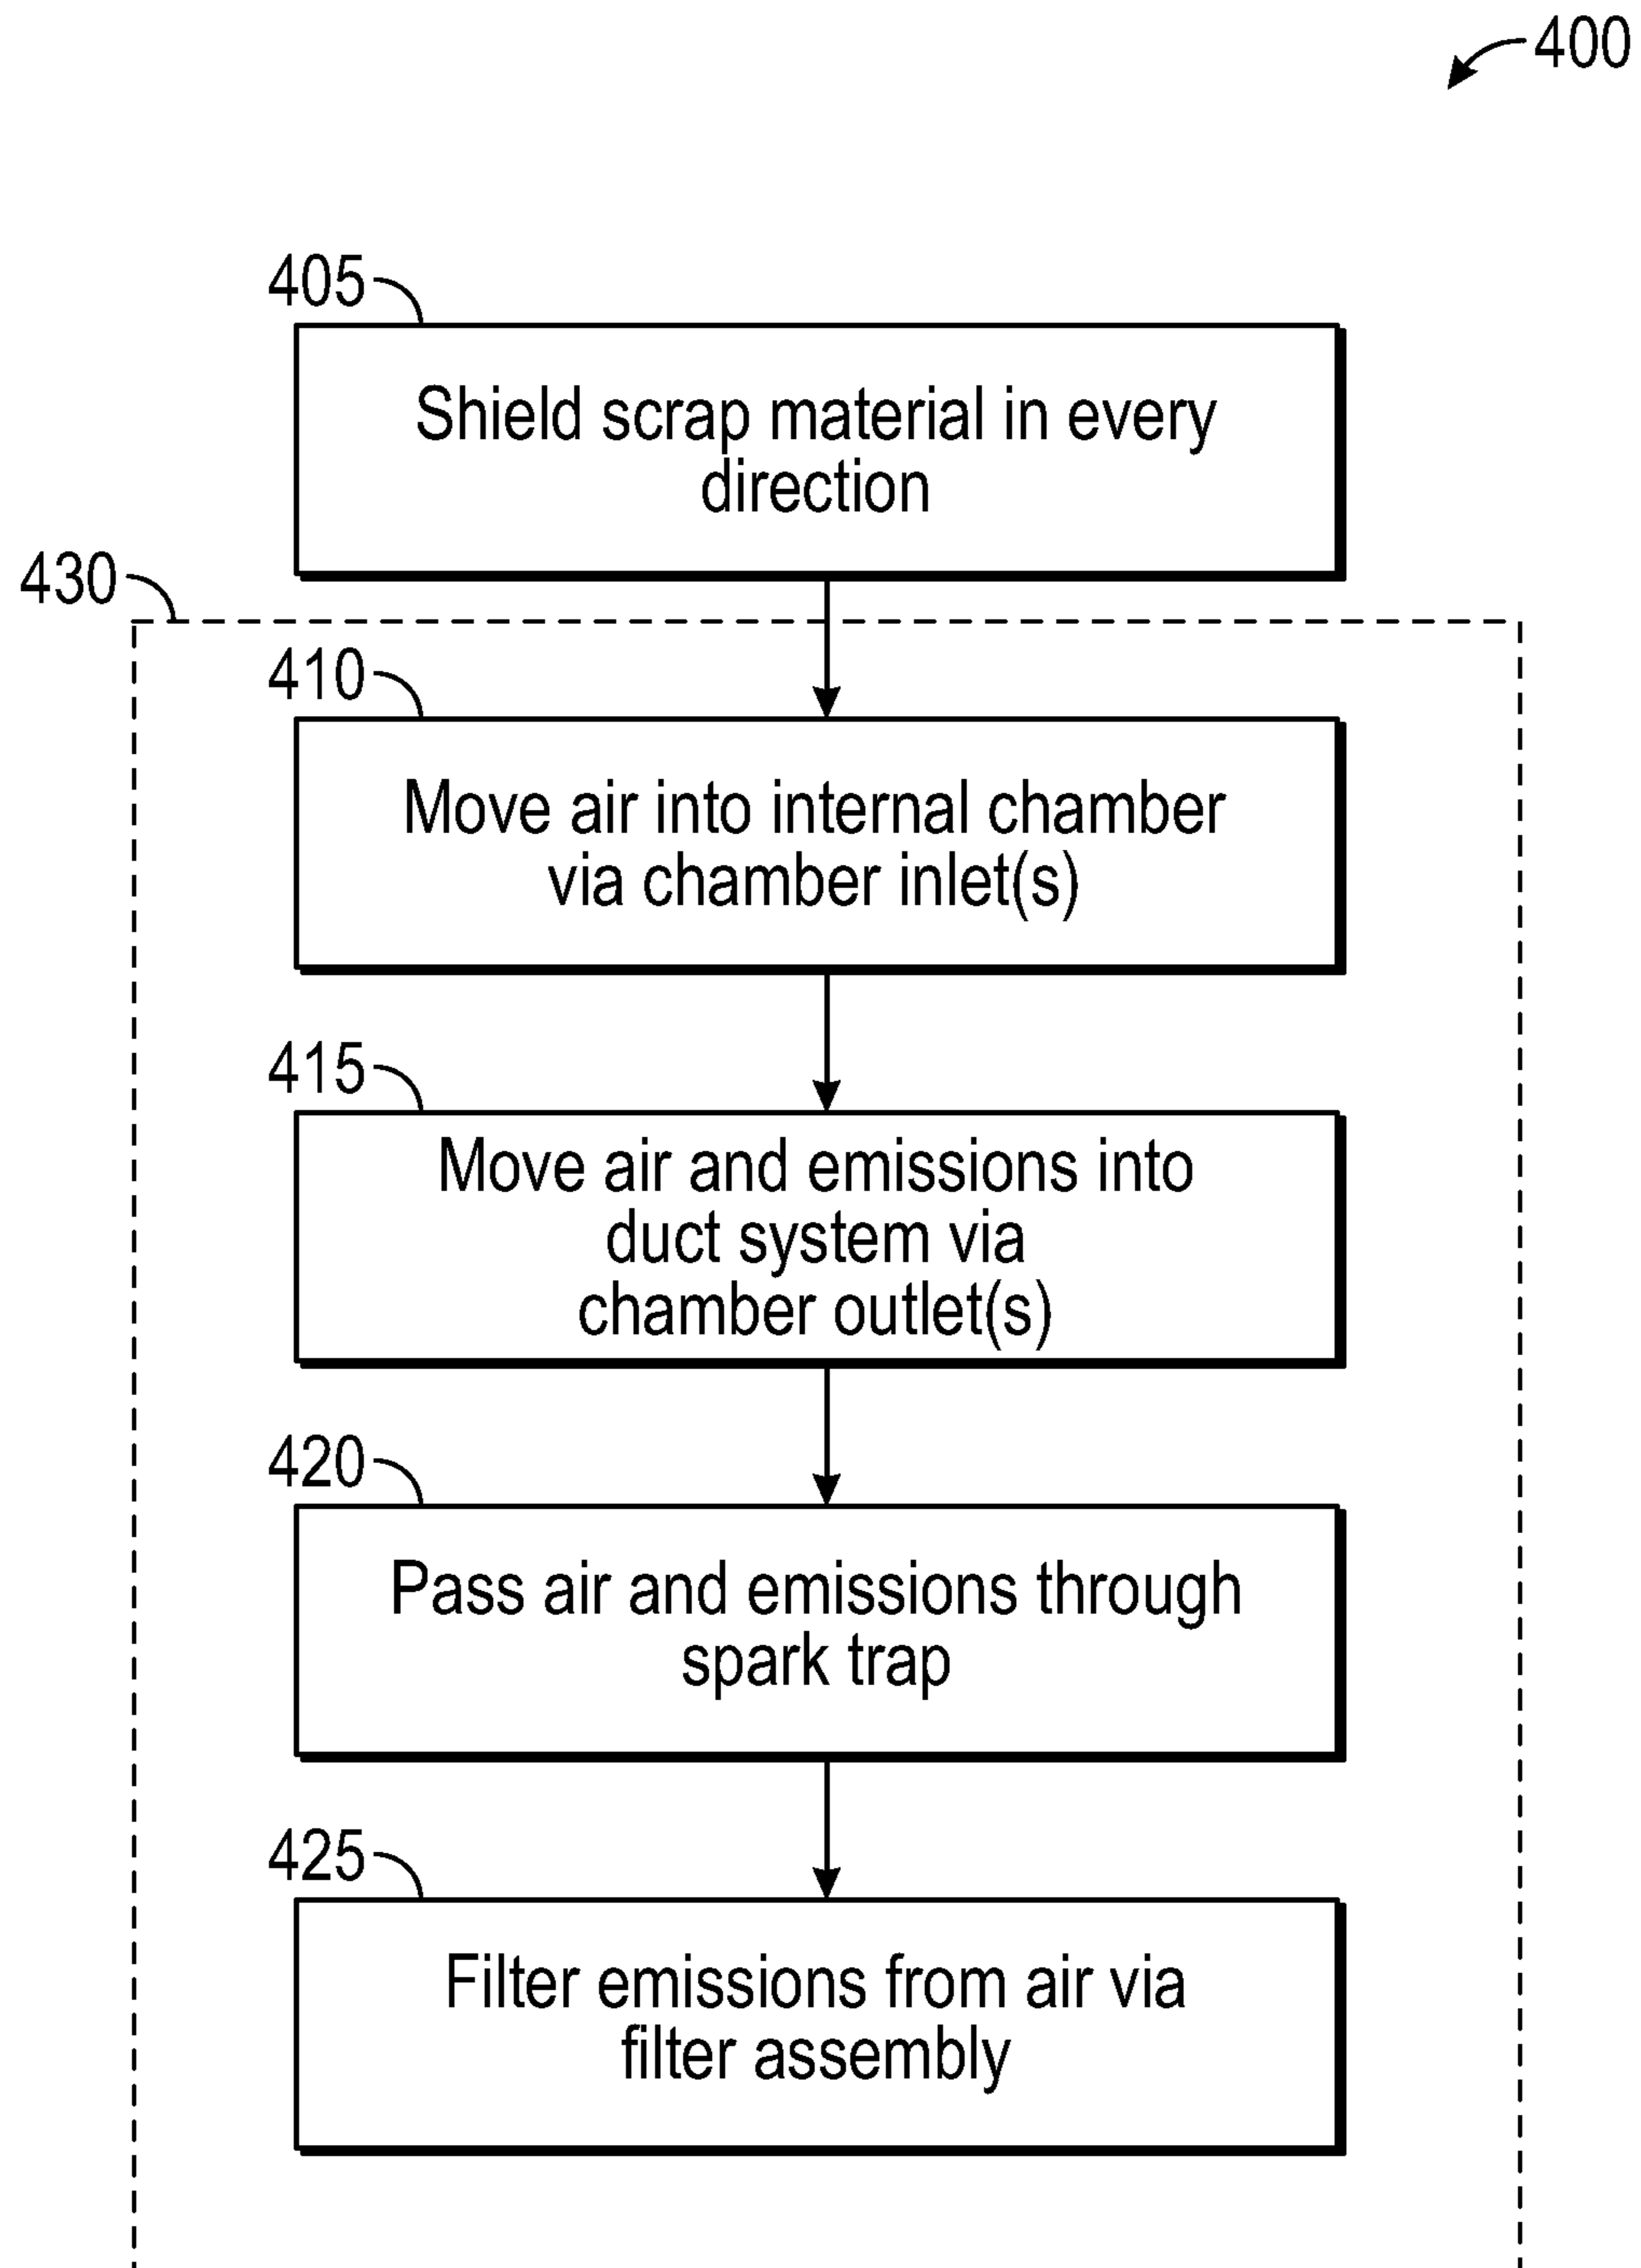 400
405
Shield scrap material in every
direction
430
410
Move air into internal chamber
via chamber inlet(s)
415
Move air and emissions into
duct system via
chamber outlet(s)
420
Pass air and emissions through
spark trap
425
Filter emissions from air via
filter assembly